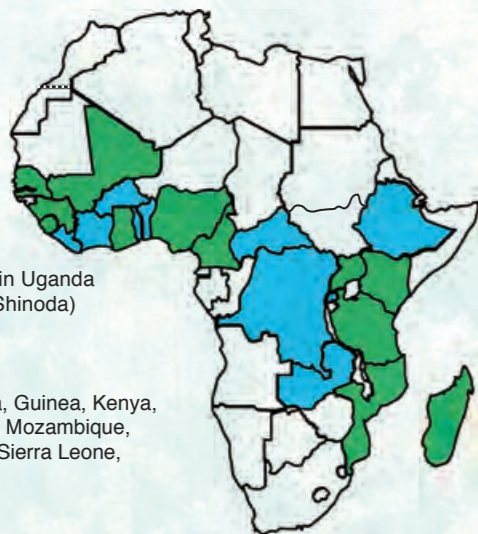 in Uganda
Shinoda)
, Guinea, Kenya,
Mozambique,
Sierra Leone,